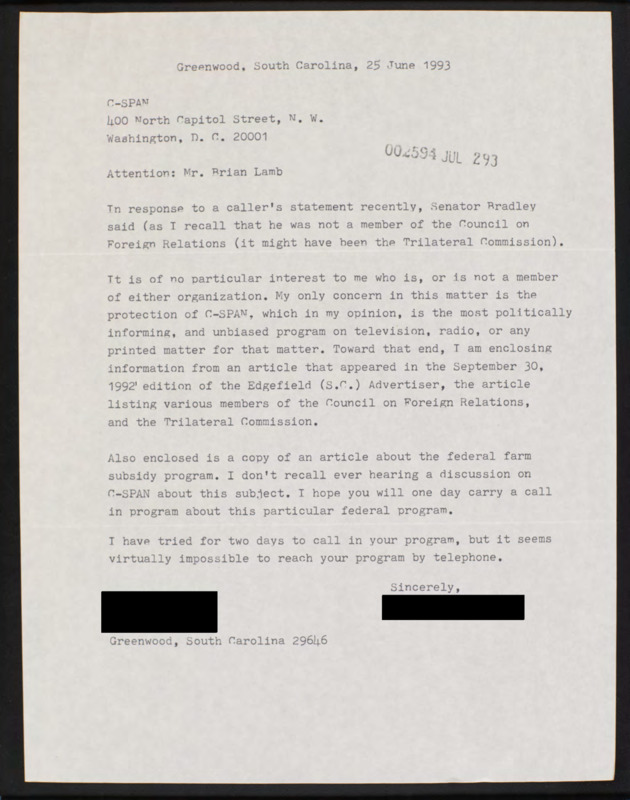 Greenwood, South Carolina, 25 June 1993
C-SPAN
400 North Capitol Street, N. W.
Washington, D. C. 20001
002594 JUL 293
Attention: Mr. Brian Lamb
In response to a caller's statement recently, Senator Bradley
said (as I recall that he was not a member of the Council on
Foreign Relations (it might have been the Trilateral Commission).
It is of no particular interest to me who is, or is not a member
of either organization. My only concern in this matter is the
protection of C-SPAN, which in my opinion, is the most politically
informing, and unbiased program on television, radio, or any
printed matter for that matter. Toward that end, I am enclosing
information from an article that appeared in the September 30,
1992' edition of the Edgefield (S.C.) Advertiser, the article
listing various members of the Council on Foreign Relations,
and the Trilateral Commission.
Also enclosed is a copy of an article about the federal farm
subsidy program. I don't recall ever hearing a discussion on
C-SPAN about this subject. I hope you will one day carry a call
in program about this particular federal program.
I have tried for two days to call in your program, but it seems
virtually impossible to reach your program by telephone.
Sincerely,
Greenwood, South Carolina 29646